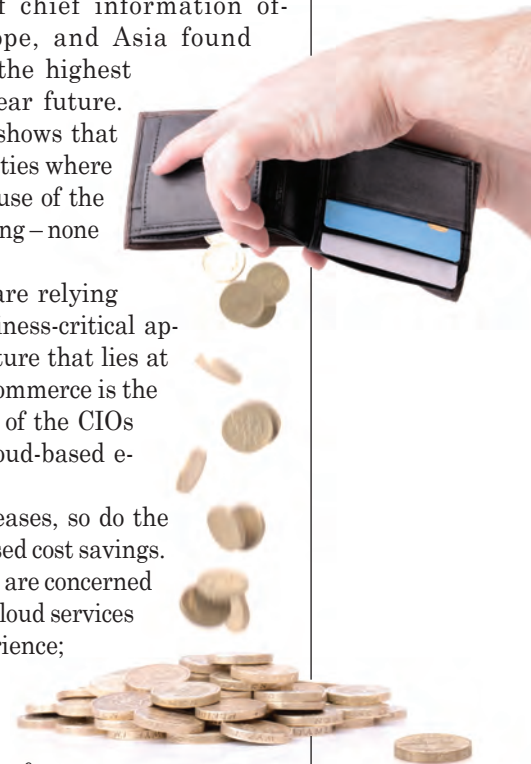 f chief information of-
ope, and Asia found
the highest
ear future.
shows that
ties where
use of the
ng – none
are relying
iness-critical ap-
ture that lies at
ommerce is the
of the CIOs
oud-based e-
eases, so do the
sed cost savings.
are concerned
loud services
rience;